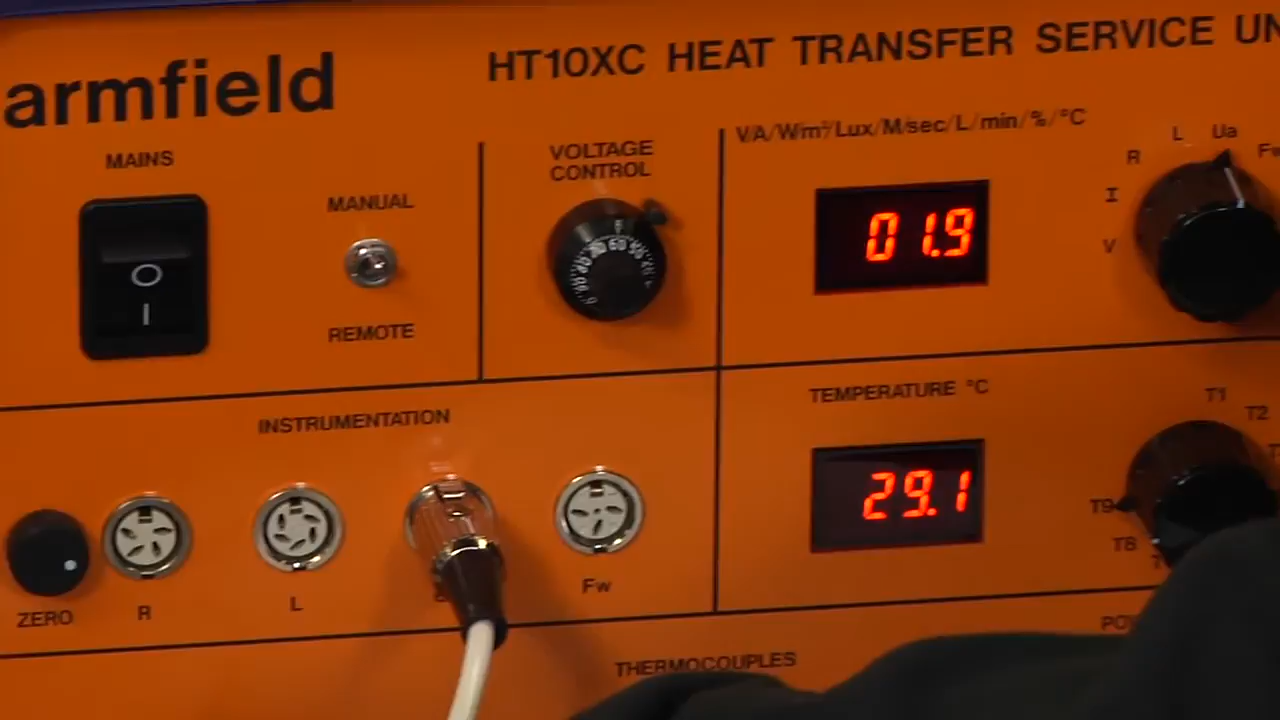 armfield
HT10XC HEAT TRANSFER SERVICE
MAINS
MANUAL
REMOTE
VOLTAGE
CONTROL
V/A/Wm²/Lux/M/sec/L/min/%/°C
01.9
V
I
R
L
Ua
O
I
INSTRUMENTATION
ZERO
R
L
Fw
TEMPERATURE °C
29.1
T1
T2
T9
T8
THERMOCOUPLES